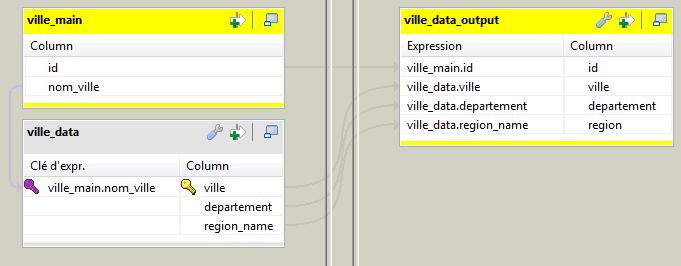 ville_main
Column
id
nom_ville
ville_data
Clé d'expr. Column
ville_main.nom_ville ville
departement
region_name
ville_data_output
Expression Column
ville_main.id id
ville_data.ville ville
ville_data.departement departement
ville_data.region_name region